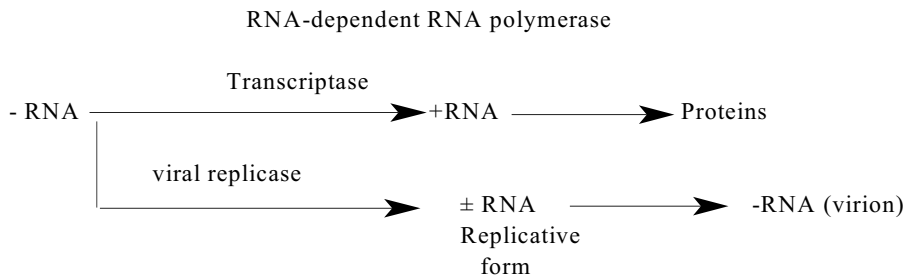 RNA-dependent RNA polymerase
Transcriptase
- RNA +RNA Proteins
viral replicase
± RNA -RNA (virion)
Replicative
form